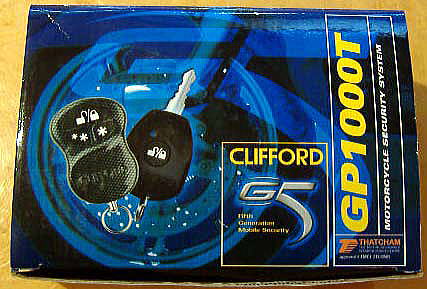 CLIFFORD
G5
Fifth
Generation
Mobile Security
GP1000T
MOTORCYCLE SECURITY SYSTEM
THATCHAM